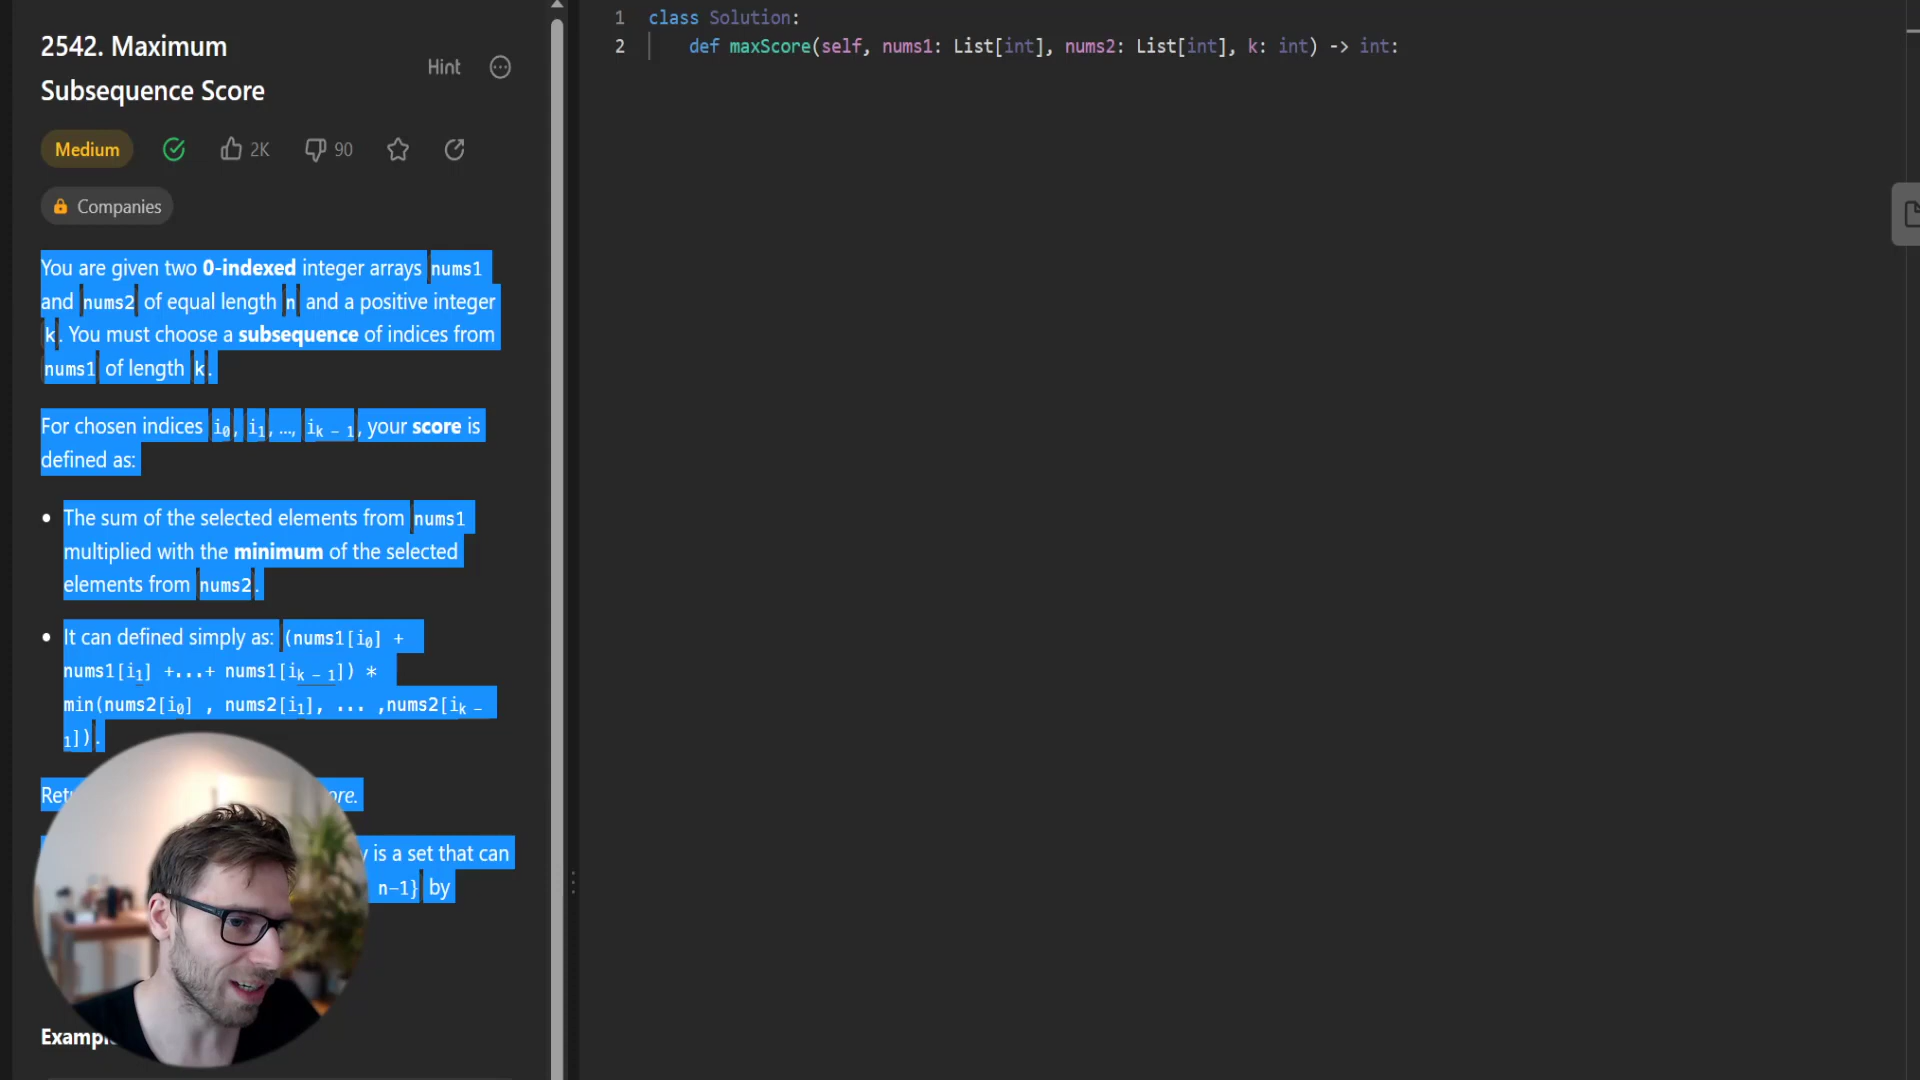 2542. Maximum
Subsequence Score
Hint
Medium
2K
90
Companies
You are given two 0-indexed integer arrays nums1
and nums2 of equal length n and a positive integer
k. You must choose a subsequence of indices from
nums1 of length k.
For chosen indices i0, i1, ..., ik - 1, your score is
defined as:
• The sum of the selected elements from nums1
multiplied with the minimum of the selected
elements from nums2.
• It can defined simply as: (nums1[i0] +
nums1[i1] +...+ nums1[ik - 1]) *
min(nums2[i0] , nums2[i1], ... ,nums2[ik -
1]).
is a set that can
n-1} by
1 class Solution:
2 def maxScore(self, nums1: List[int], nums2: List[int], k: int) -> int: